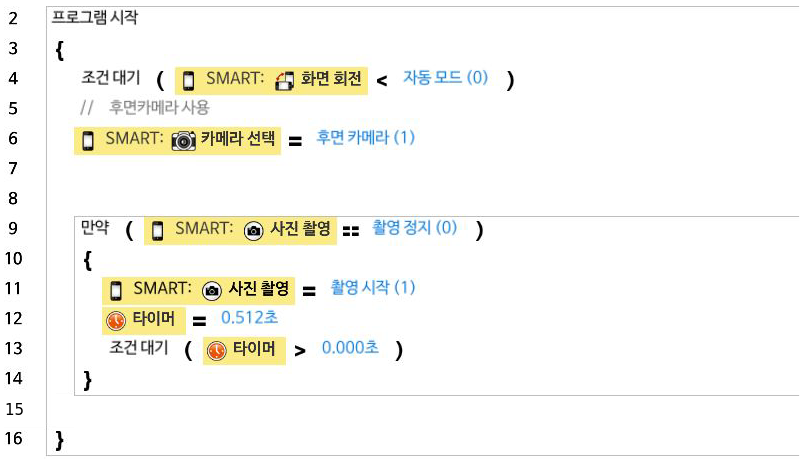 2 프로그램 시작
3 {
4 조건 대기 ( SMART: 화면 회전 < 자동 모드 (0) )
5 // 후면카메라 사용
6 SMART: 카메라 선택 = 후면 카메라 (1)
7
8
9 만약 ( SMART: 사진 촬영 == 촬영 정지 (0) )
10 {
11 SMART: 사진 촬영 = 촬영 시작 (1)
12 타이머 = 0.512초
13 조건 대기 ( 타이머 > 0.000초 )
14 }
15
16 }